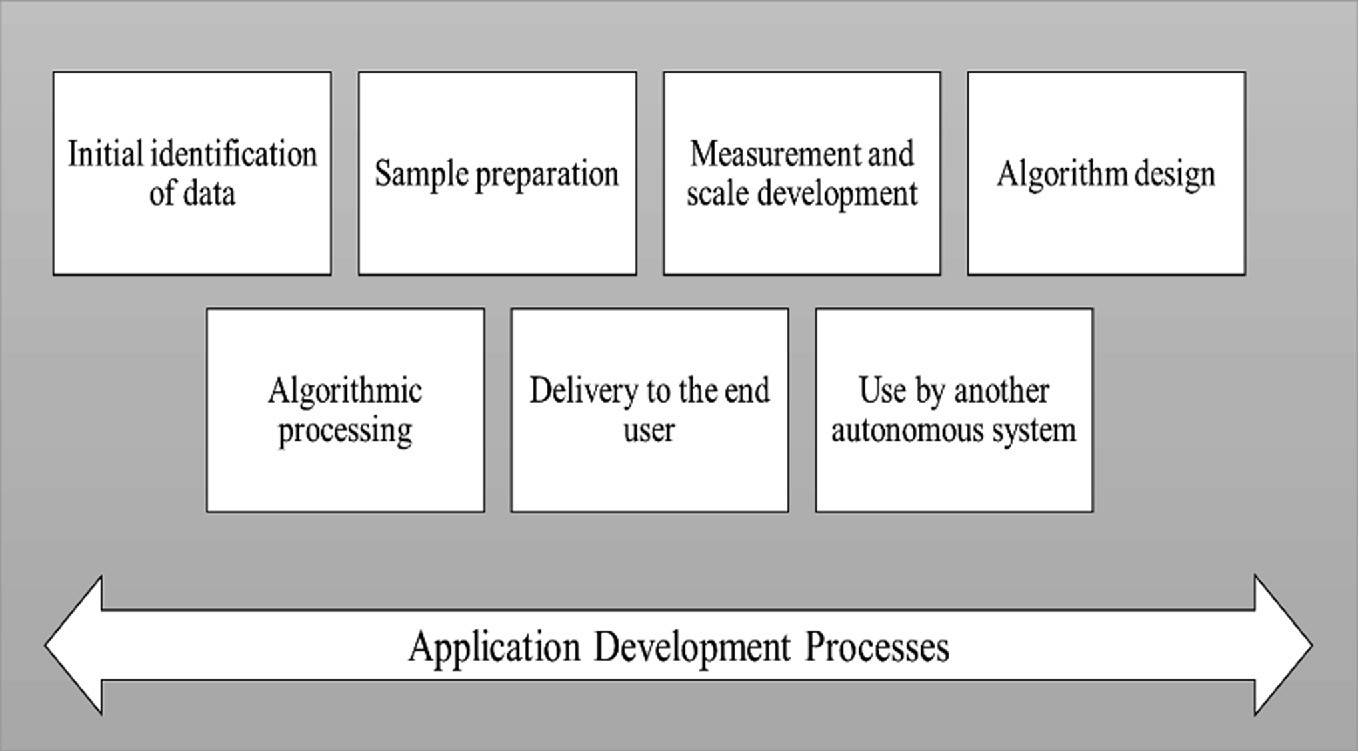 Initial identification
of data
Sample preparation
Measurement and
scale development
Algorithm design
Algorithmic
processing
Delivery to the end
user
Use by another
autonomous system
Application Development Processes